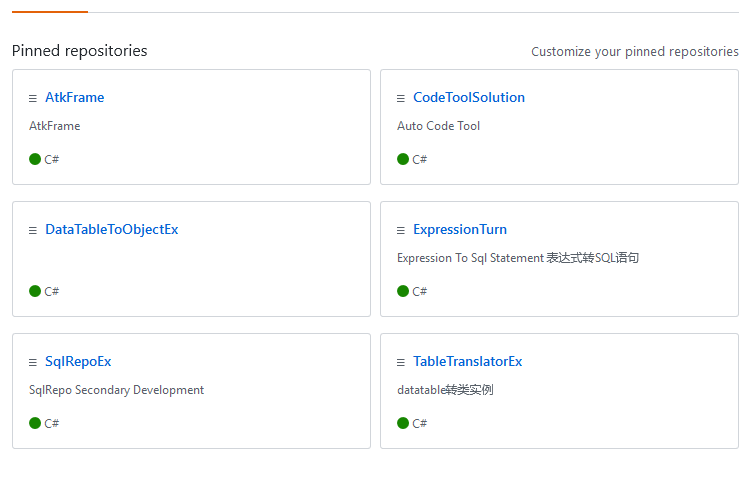 Pinned repositories
Customize your pinned repositories
AtkFrame
AtkFrame
C#
CodeToolSolution
Auto Code Tool
C#
DataTableToObjectEx
C#
ExpressionTurn
Expression To Sql Statement 表达式转SQL语句
C#
SqlRepoEx
SqlRepo Secondary Development
C#
TableTranslatorEx
datatable转类实例
C#